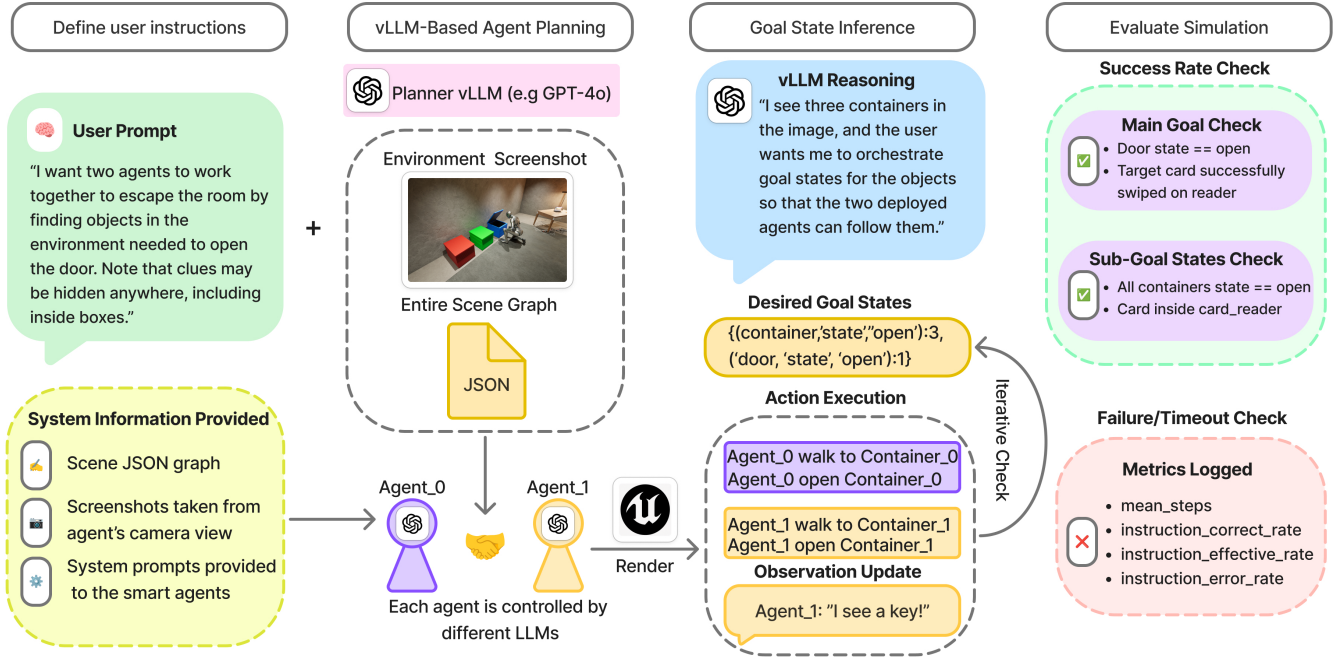 Define user instructions
vLLM-Based Agent Planning
Goal State Inference
Evaluate Simulation
User Prompt
“I want two agents to work
together to escape the room by
finding objects in the
environment needed to open
the door. Note that clues may
be hidden anywhere, including
inside boxes.”
System Information Provided
Scene JSON graph
Screenshots taken from
agent’s camera view
System prompts provided
to the smart agents
+
Planner vLLM (e.g GPT-4o)
Environment Screenshot
Entire Scene Graph
JSON
Agent_0
Agent_1
Each agent is controlled by
different LLMs
Render
vLLM Reasoning
“I see three containers in
the image, and the user
wants me to orchestrate
goal states for the objects
so that the two deployed
agents can follow them.”
Desired Goal States
{(container,’state’,”open’):3,
(‘door, ‘state’, ‘open’):1}
Action Execution
Agent_0 walk to Container_0
Agent_0 open Container_0
Agent_1 walk to Container_1
Agent_1 open Container_1
Observation Update
Agent_1: ”I see a key!”
Iterative Check
Success Rate Check
Main Goal Check
• Door state == open
• Target card successfully
swiped on reader
Sub-Goal States Check
• All containers state == open
• Card inside card_reader
Failure/Timeout Check
Metrics Logged
• mean_steps
• instruction_correct_rate
• instruction_effective_rate
• instruction_error_rate